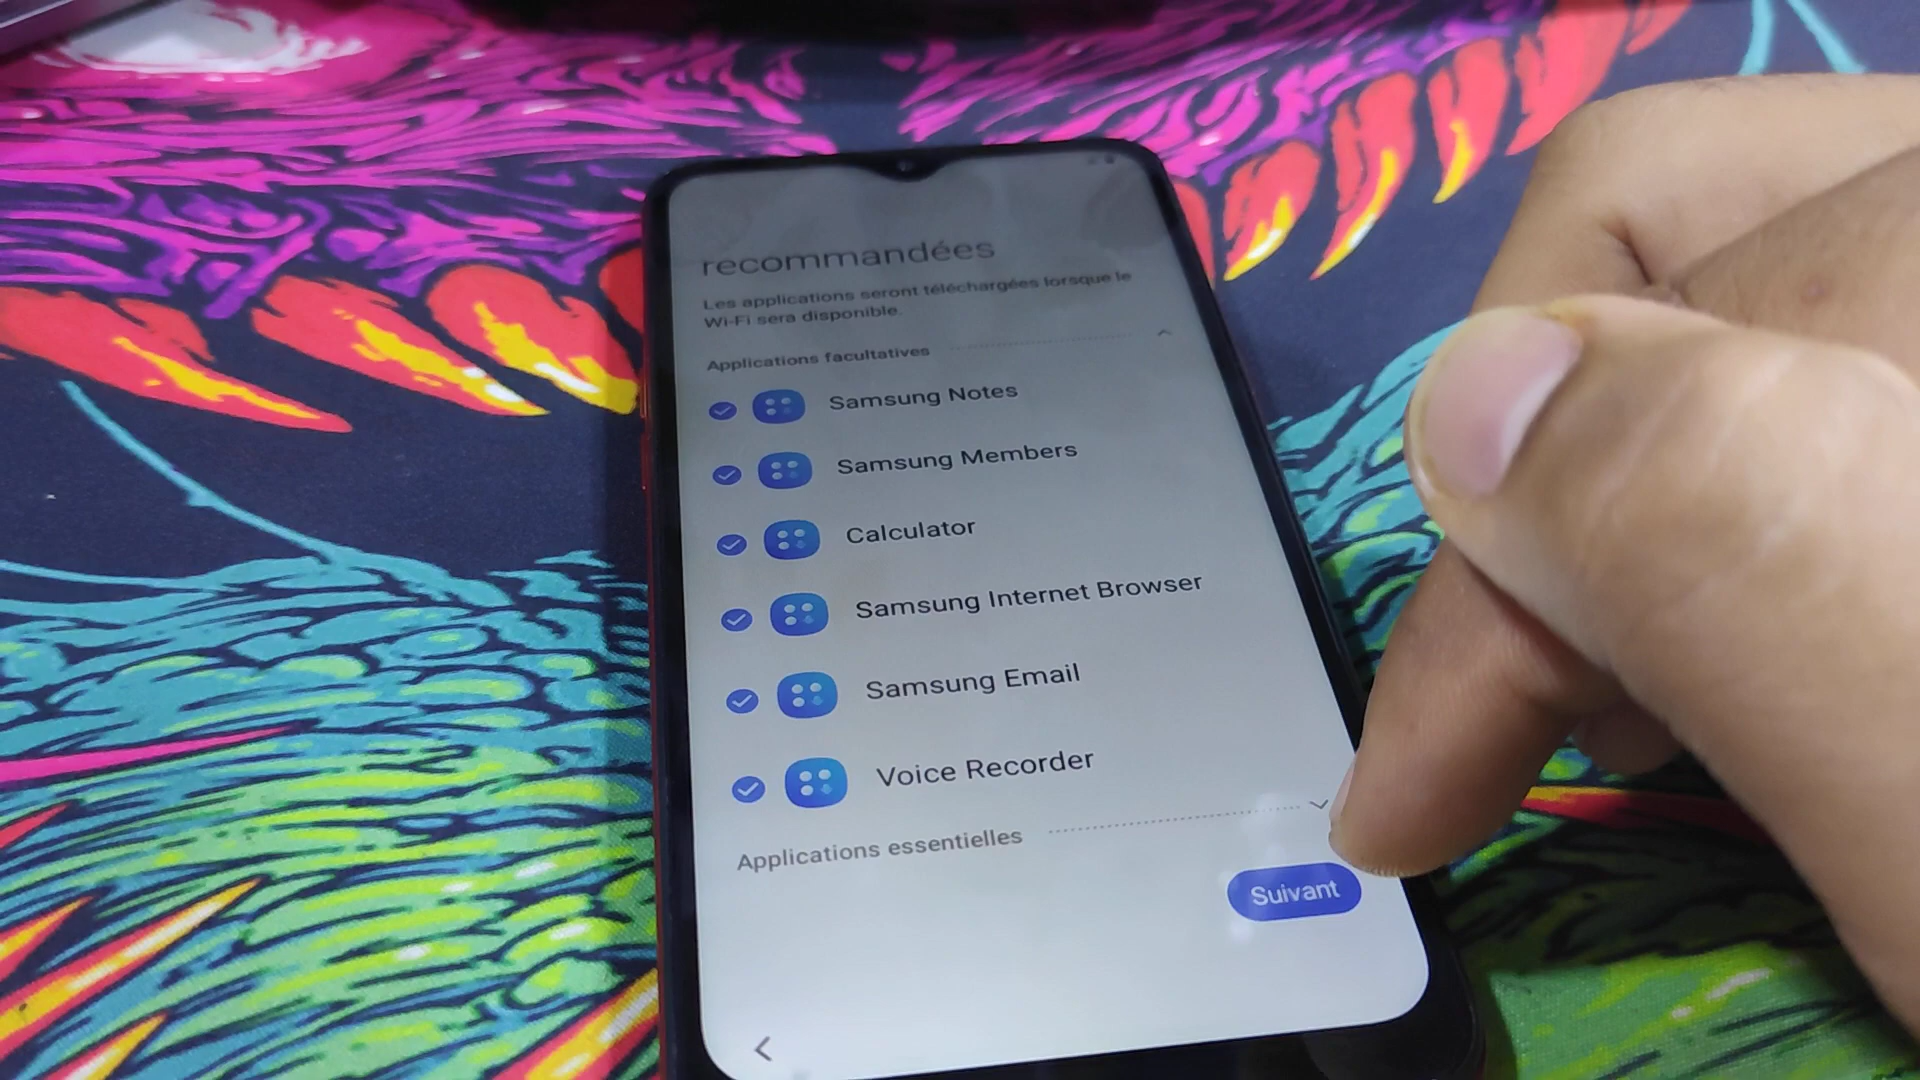 recommandées
Les applications seront téléchargées lorsque le
Wi-Fi sera disponible.
Applications facultatives
Samsung Notes
Samsung Members
Calculator
Samsung Internet Browser
Samsung Email
Voice Recorder
Applications essentielles
Suivant